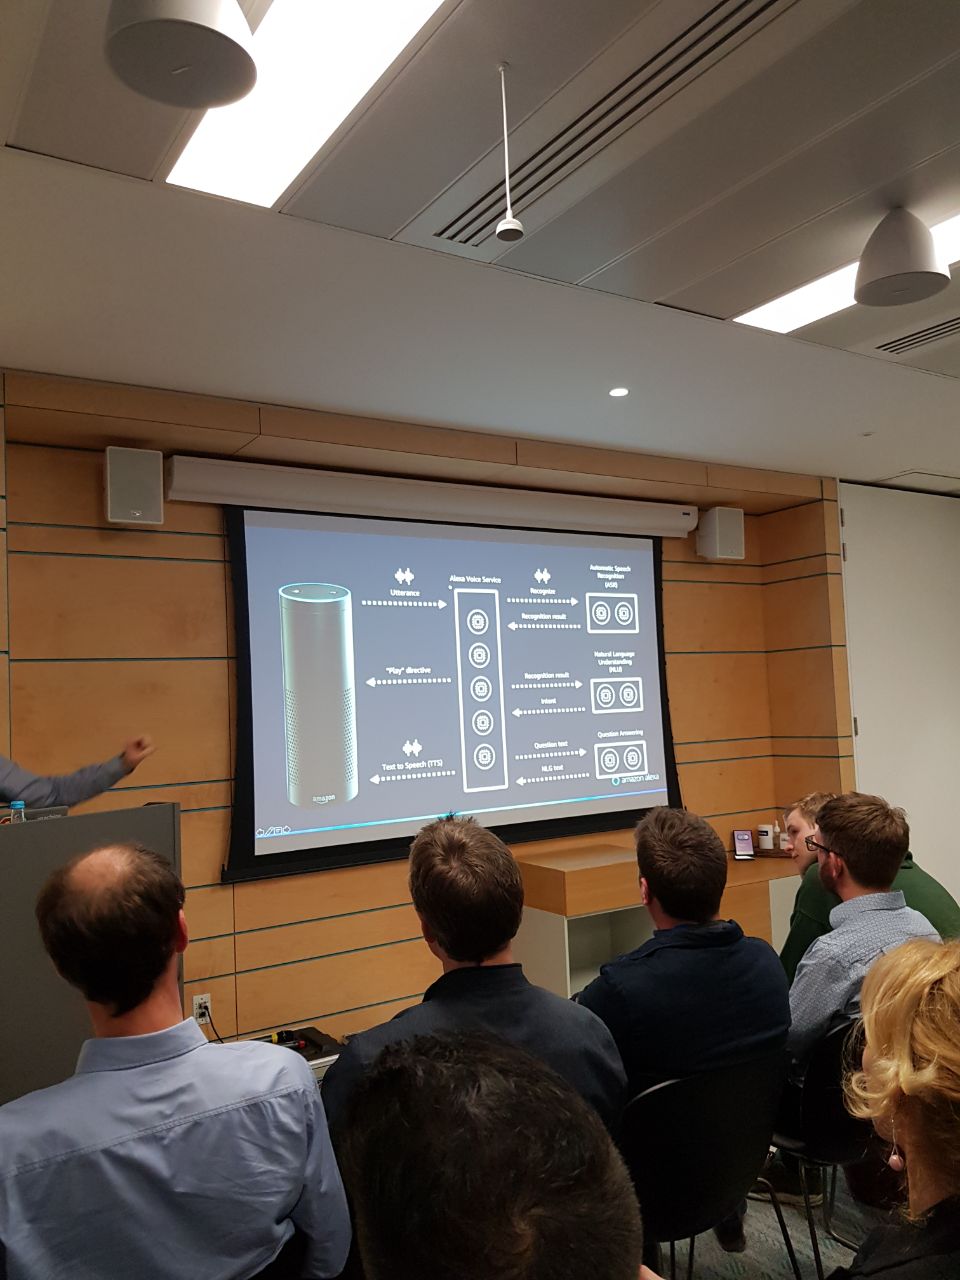 Utterance
Alexa Voice Service
Recognize
Automatic Speech
Recognition
(ASR)
Recognition result
"Play" directive
Recognition result
Natural Language
Understanding
(NLU)
Intent
Text to Speech (TTS)
Question text
Question Answering
NLG text
amazon
amazon alexa